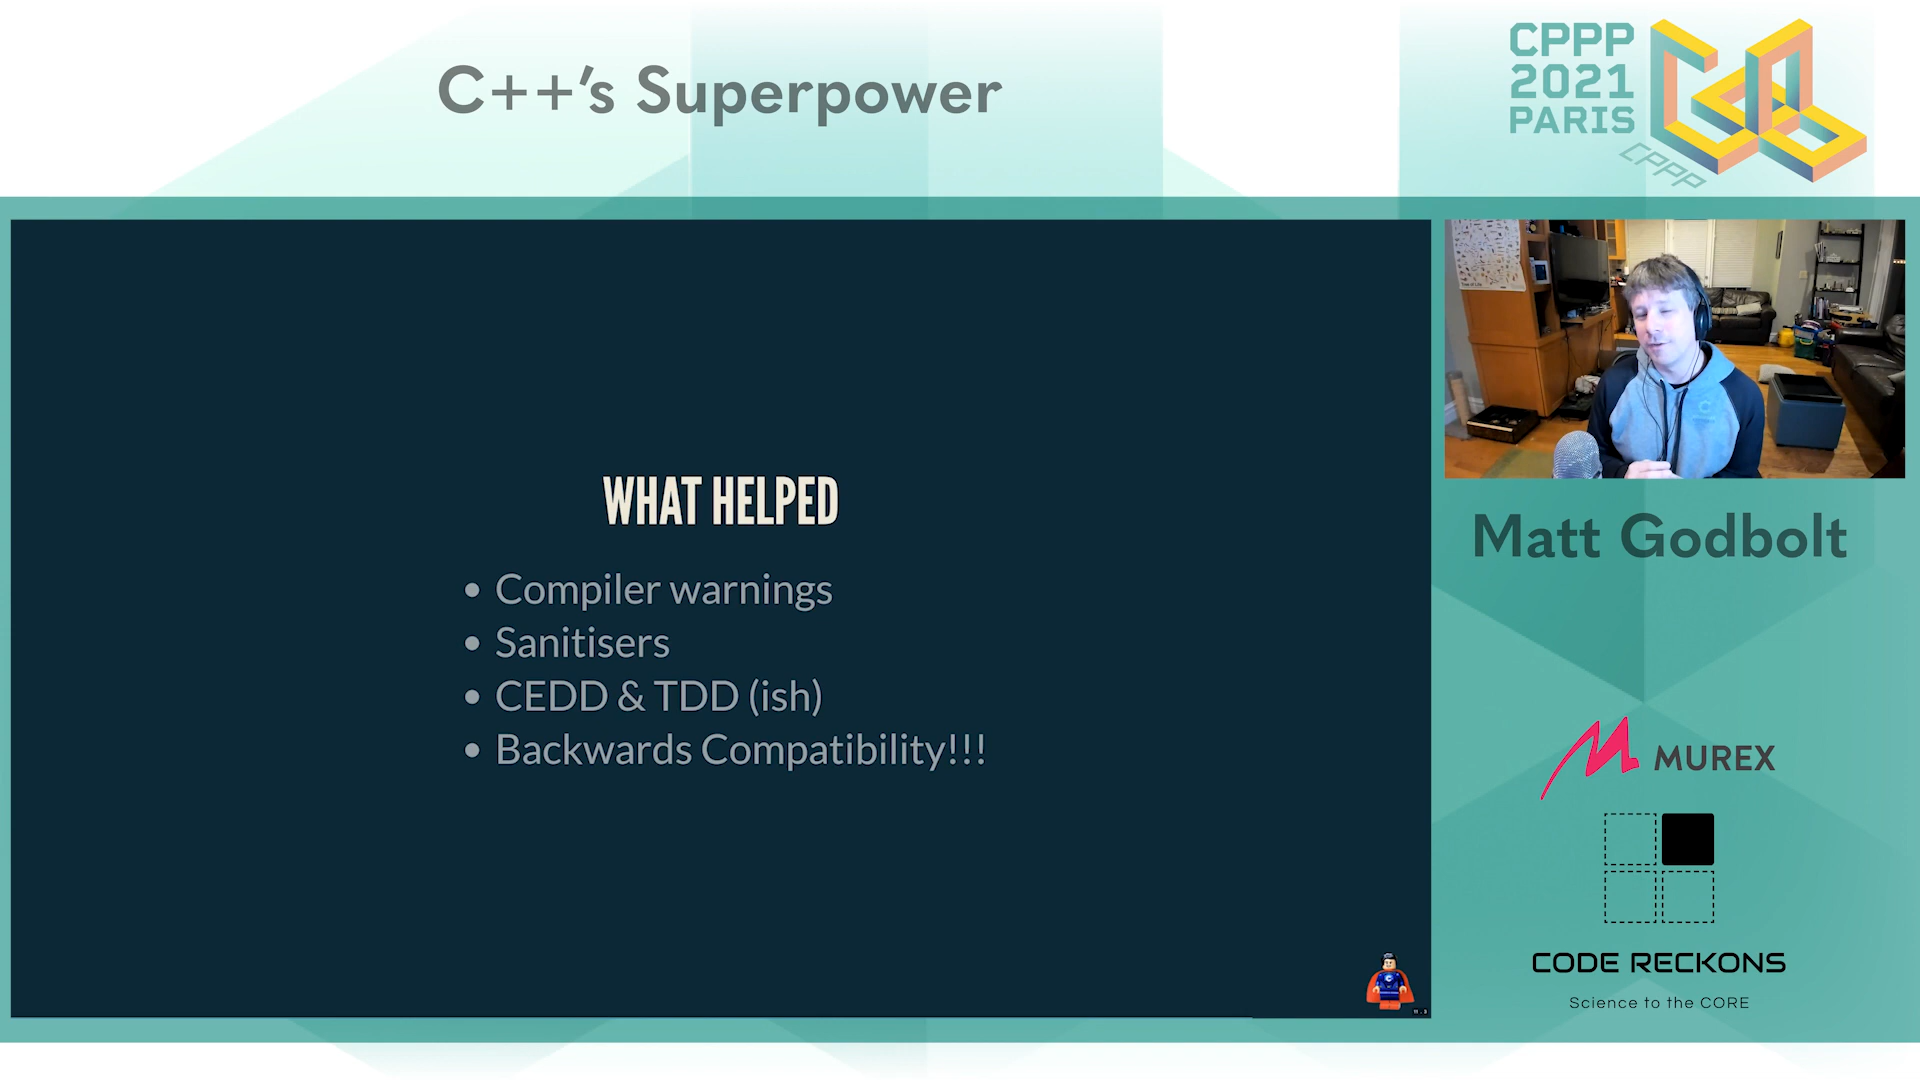 C++’s Superpower
CPPP
2021
PARIS
CPPP
WHAT HELPED
• Compiler warnings
• Sanitisers
• CEDD & TDD (ish)
• Backwards Compatibility!!!
Matt Godbolt
MUREX
CODE RECKONS
Science to the CORE